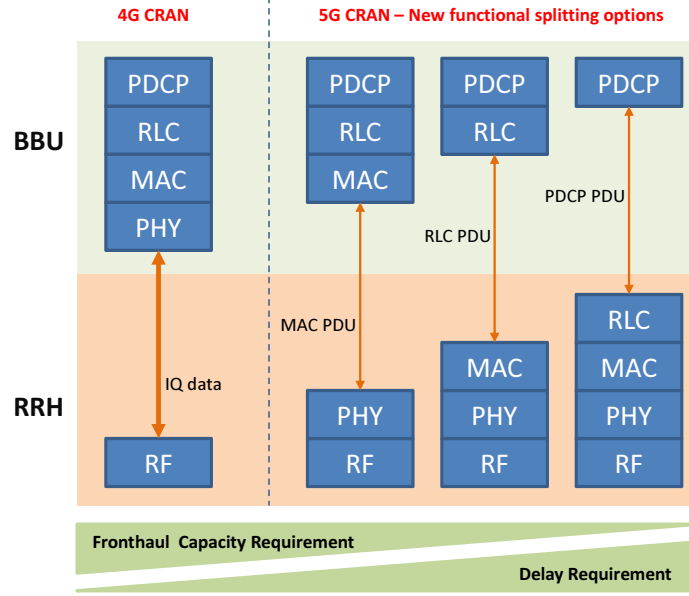 4G CRAN
5G CRAN – New functional splitting options
BBU
PDCP
RLC
MAC
PHY
IQ data
RRH
RF
PDCP
RLC
MAC
MAC PDU
PHY
RF
PDCP
RLC
RLC PDU
MAC
PHY
RF
PDCP
PDCP PDU
RLC
MAC
PHY
RF
Fronthaul Capacity Requirement
Delay Requirement